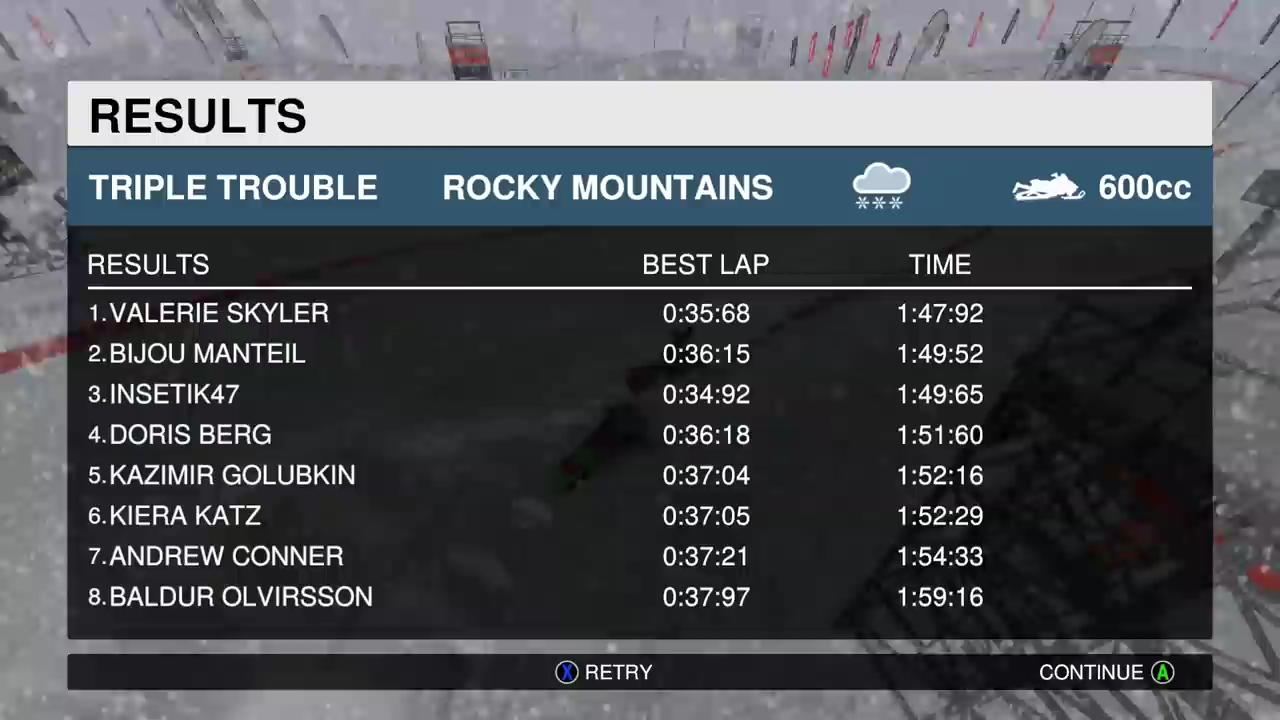 RESULTS
TRIPLE TROUBLE ROCKY MOUNTAINS 600cc
RESULTS BEST LAP TIME
1.VALERIE SKYLER 0:35:68 1:47:92
2.BIJOU MANTEIL 0:36:15 1:49:52
3.INSETIK47 0:34:92 1:49:65
4.DORIS BERG 0:36:18 1:51:60
5.KAZIMIR GOLUBKIN 0:37:04 1:52:16
6.KIERA KATZ 0:37:05 1:52:29
7.ANDREW CONNER 0:37:21 1:54:33
8.BALDUR OLVIRSSON 0:37:97 1:59:16
X RETRY CONTINUE A